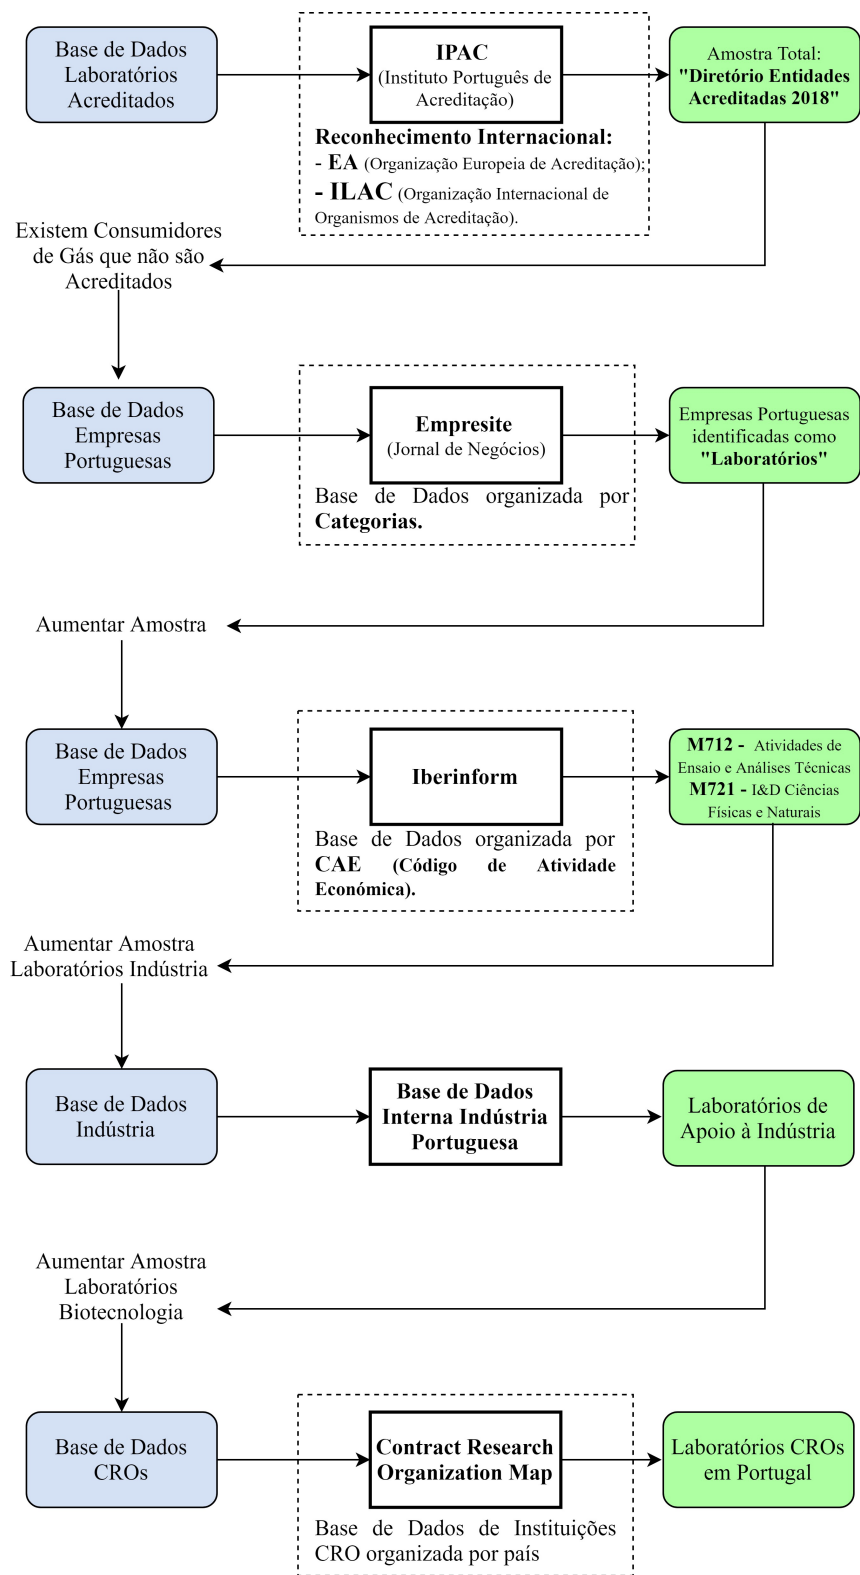 Base de Dados
Laboratórios
Acreditados
IPAC
(Instituto Português de
Acreditação)
Reconhecimento Internacional:
- EA (Organização Europeia de Acreditação);
- ILAC (Organização Internacional de
Organismos de Acreditação).
Amostra Total:
"Diretório Entidades
Acreditadas 2018"
Existem Consumidores
de Gás que não são
Acreditados
Base de Dados
Empresas
Portuguesas
Empresite
(Jornal de Negócios)
Base de Dados organizada por
Categorias.
Empresas Portuguesas
identificadas como
"Laboratórios"
Aumentar Amostra
Base de Dados
Empresas
Portuguesas
Iberinform
Base de Dados organizada por
CAE (Código de Atividade
Económica).
M712 - Atividades de
Ensaio e Análises Técnicas
M721 - I&D Ciências
Físicas e Naturais
Aumentar Amostra
Laboratórios Indústria
Base de Dados
Indústria
Base de Dados
Interna Indústria
Portuguesa
Laboratórios de
Apoio à Indústria
Aumentar Amostra
Laboratórios
Biotecnologia
Base de Dados
CROs
Contract Research
Organization Map
Base de Dados de Instituições
CRO organizada por país
Laboratórios CROs
em Portugal